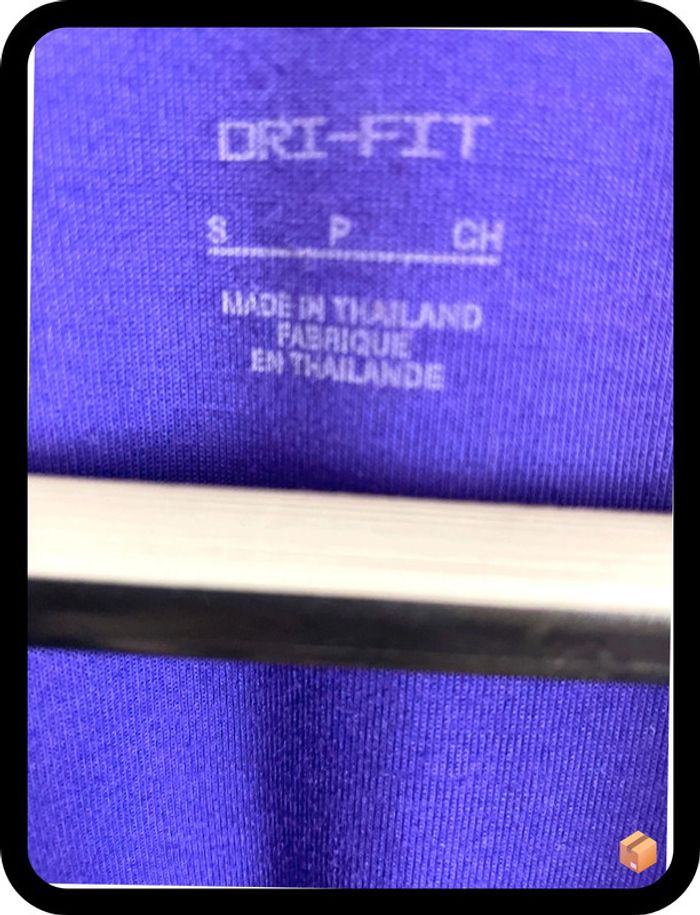 DRI-FIT
S P CH
MADE IN THAILAND
FABRIQUE
EN THAILANDE